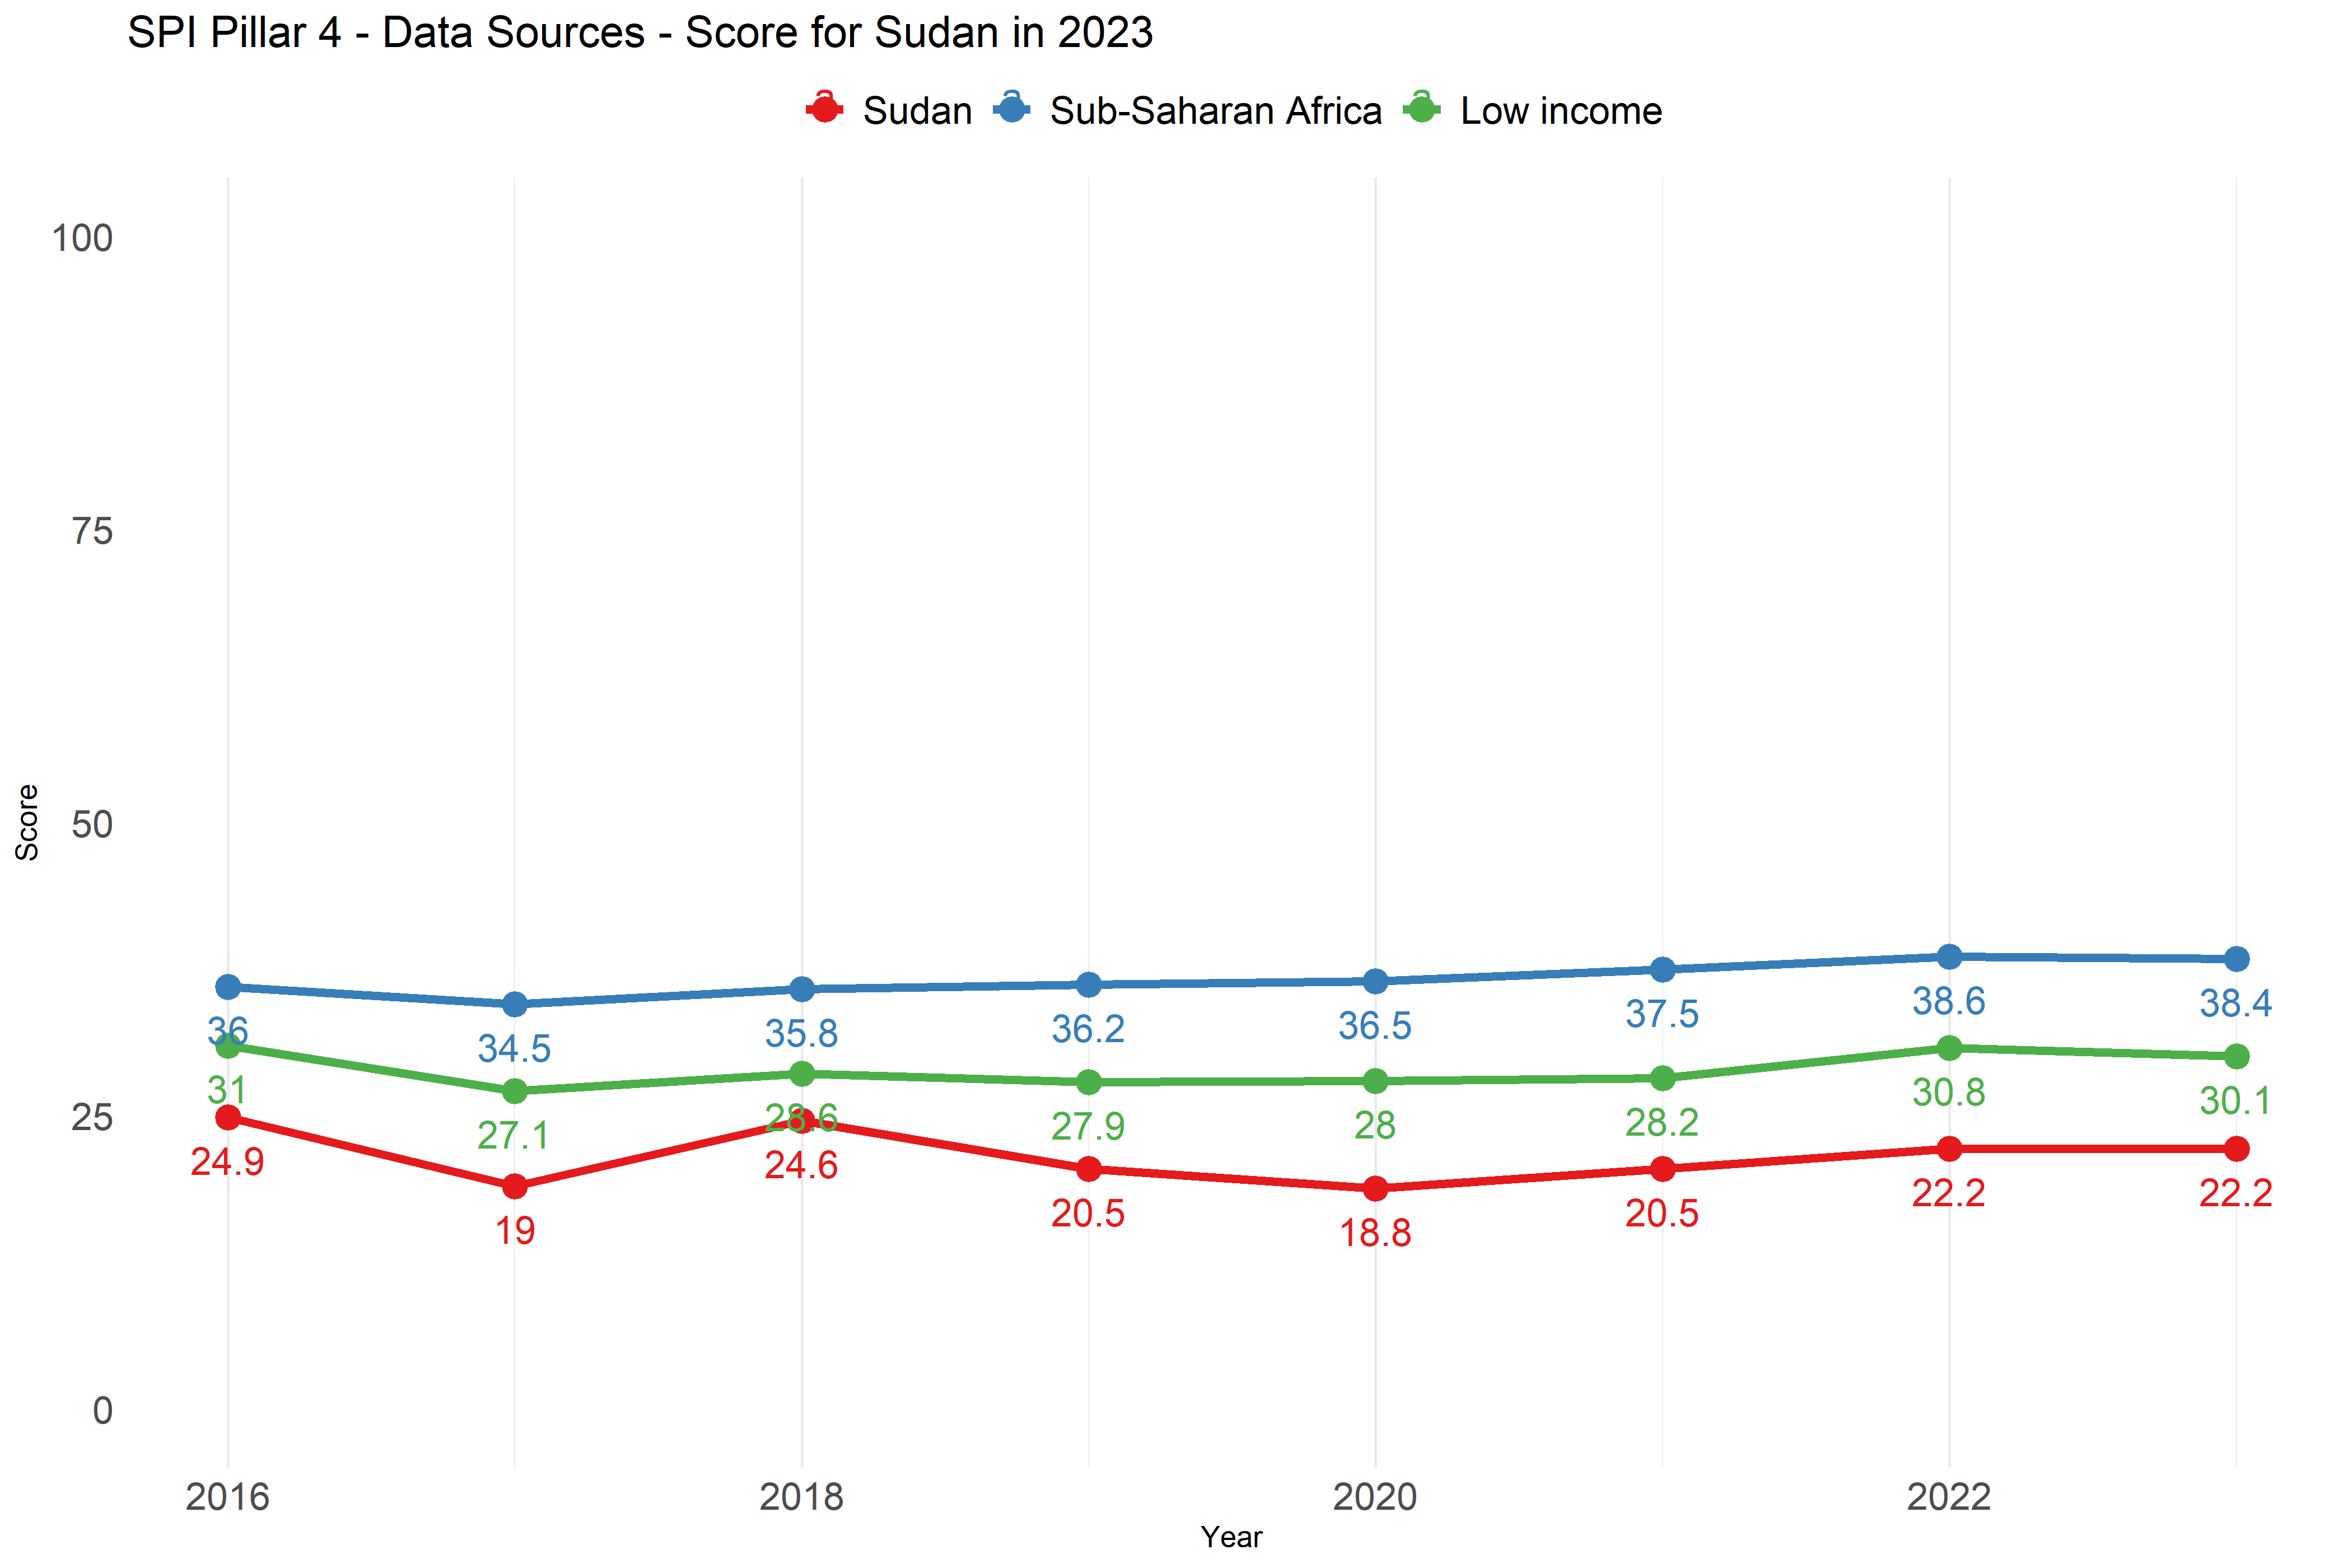 SPI Pillar 4 - Data Sources - Score for Sudan in 2023
Sudan Sub-Saharan Africa Low income
100
75
50
25
0
Score
36 34.5 35.8 36.2 36.5 37.5 38.6 38.4
31 27.1 28.6 27.9 28 28.2 30.8 30.1
24.9 19 24.6 20.5 18.8 20.5 22.2 22.2
2016 2018 2020 2022
Year